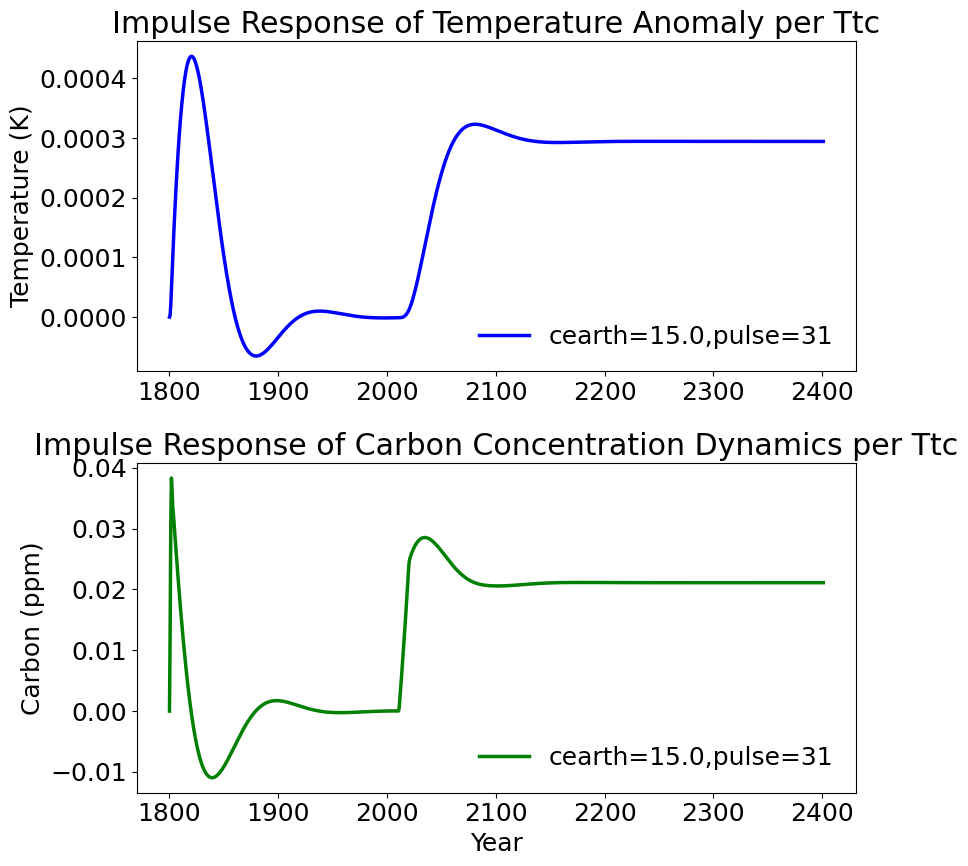 Impulse Response of Temperature Anomaly per Ttc
Temperature (K)
0.0004
0.0003
0.0002
0.0001
0.0000
cearth=15.0,pulse=31
1800 1900 2000 2100 2200 2300 2400
Impulse Response of Carbon Concentration Dynamics per Ttc
Carbon (ppm)
0.04
0.03
0.02
0.01
0.00
−0.01
cearth=15.0,pulse=31
1800 1900 2000 2100 2200 2300 2400
Year